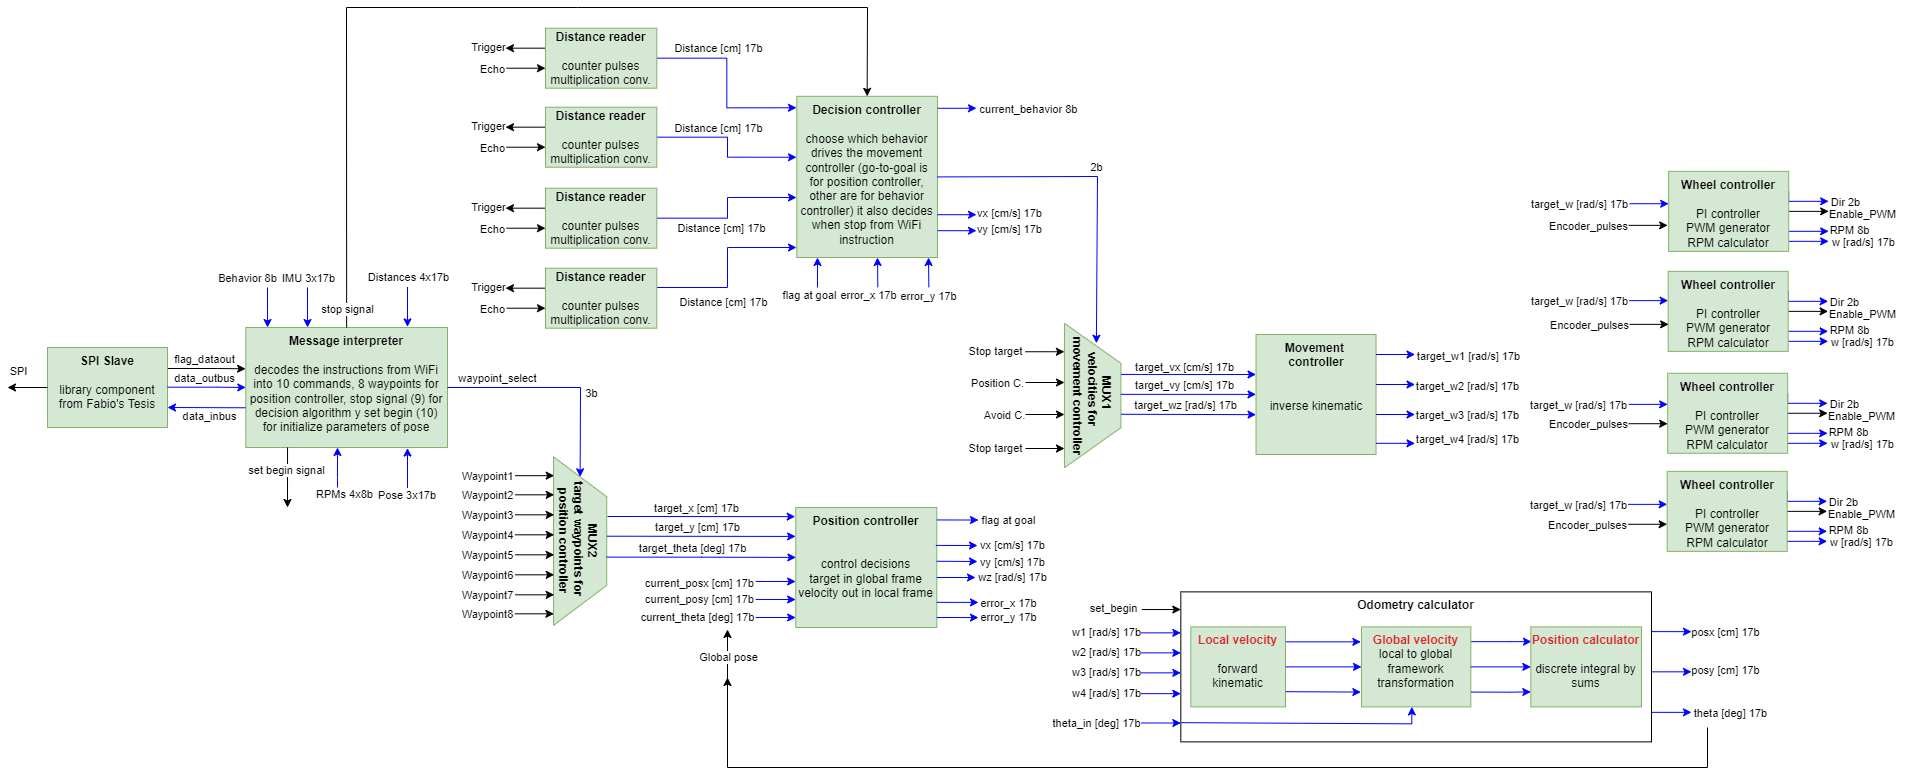 SPI
SPI Slave
library component
from Fabio's Tesis
flag_dataout
data_outbus
data_inbus
Behavior 8b
IMU 3x17b
Distances 4x17b
stop signal
Message interpreter
decodes the instructions from WiFi
into 10 commands, 8 waypoints for
position controller, stop signal (9) for
decision algorithm y set begin (10)
for initialize parameters of pose
set begin signal
RPMs 4x8b
Pose 3x17b
waypoint_select
3b
Trigger
Echo
Distance reader
counter pulses
multiplication conv.
Distance [cm] 17b
Trigger
Echo
Distance reader
counter pulses
multiplication conv.
Distance [cm] 17b
Trigger
Echo
Distance reader
counter pulses
multiplication conv.
Distance [cm] 17b
Trigger
Echo
Distance reader
counter pulses
multiplication conv.
Distance [cm] 17b
Decision controller
choose which behavior
drives the movement
controller (go-to-goal is
for position controller,
other are for behavior
controller) it also decides
when stop from WiFi
instruction
current_behavior 8b
2b
vx [cm/s] 17b
vy [cm/s] 17b
flag at goal
error_x 17b
error_y 17b
Waypoint1
Waypoint2
Waypoint3
Waypoint4
Waypoint5
Waypoint6
Waypoint7
Waypoint8
MUX2
target waypoints for
position controller
target_x [cm] 17b
target_y [cm] 17b
target_theta [deg] 17b
current_posx [cm] 17b
current_posy [cm] 17b
current_theta [deg] 17b
Global pose
Position controller
control decisions
target in global frame
velocity out in local frame
flag at goal
vx [cm/s] 17b
vy [cm/s] 17b
wz [rad/s] 17b
error_x 17b
error_y 17b
Stop target
Position C.
Avoid C.
Stop target
MUX1
velocities for
movement controller
target_vx [cm/s] 17b
target_vy [cm/s] 17b
target_wz [rad/s] 17b
Movement
controller
inverse kinematic
target_w1 [rad/s] 17b
target_w2 [rad/s] 17b
target_w3 [rad/s] 17b
target_w4 [rad/s] 17b
target_w [rad/s] 17b
Encoder_pulses
Wheel controller
PI controller
PWM generator
RPM calculator
Dir 2b
Enable_PWM
RPM 8b
w [rad/s] 17b
target_w [rad/s] 17b
Encoder_pulses
Wheel controller
PI controller
PWM generator
RPM calculator
Dir 2b
Enable_PWM
RPM 8b
w [rad/s] 17b
target_w [rad/s] 17b
Encoder_pulses
Wheel controller
PI controller
PWM generator
RPM calculator
Dir 2b
Enable_PWM
RPM 8b
w [rad/s] 17b
target_w [rad/s] 17b
Encoder_pulses
Wheel controller
PI controller
PWM generator
RPM calculator
Dir 2b
Enable_PWM
RPM 8b
w [rad/s] 17b
Odometry calculator
set_begin
w1 [rad/s] 17b
w2 [rad/s] 17b
w3 [rad/s] 17b
w4 [rad/s] 17b
theta_in [deg] 17b
Local velocity
forward
kinematic
Global velocity
local to global
framework
transformation
Position calculator
discrete integral by
sums
posx [cm] 17b
posy [cm] 17b
theta [deg] 17b